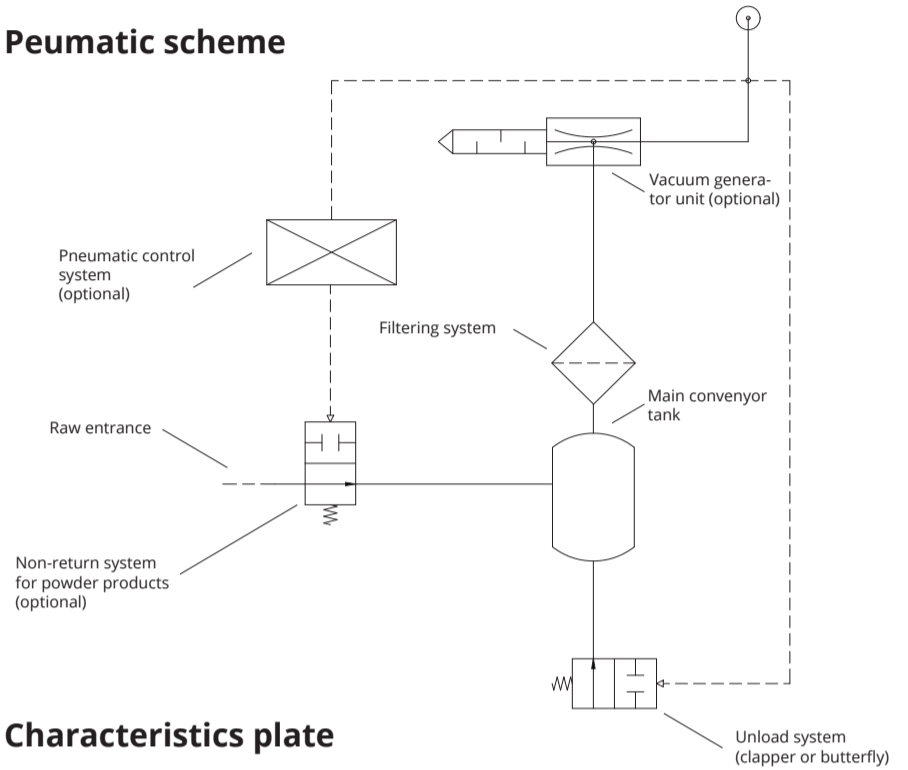 Peumatic scheme
Vacuum genera-
tor unit (optional)
Pneumatic control
system
(optional)
Filtering system
Main convenyor
tank
Raw entrance
Non-return system
for powder products
(optional)
Characteristics plate
Unload system
(clapper or butterfly)